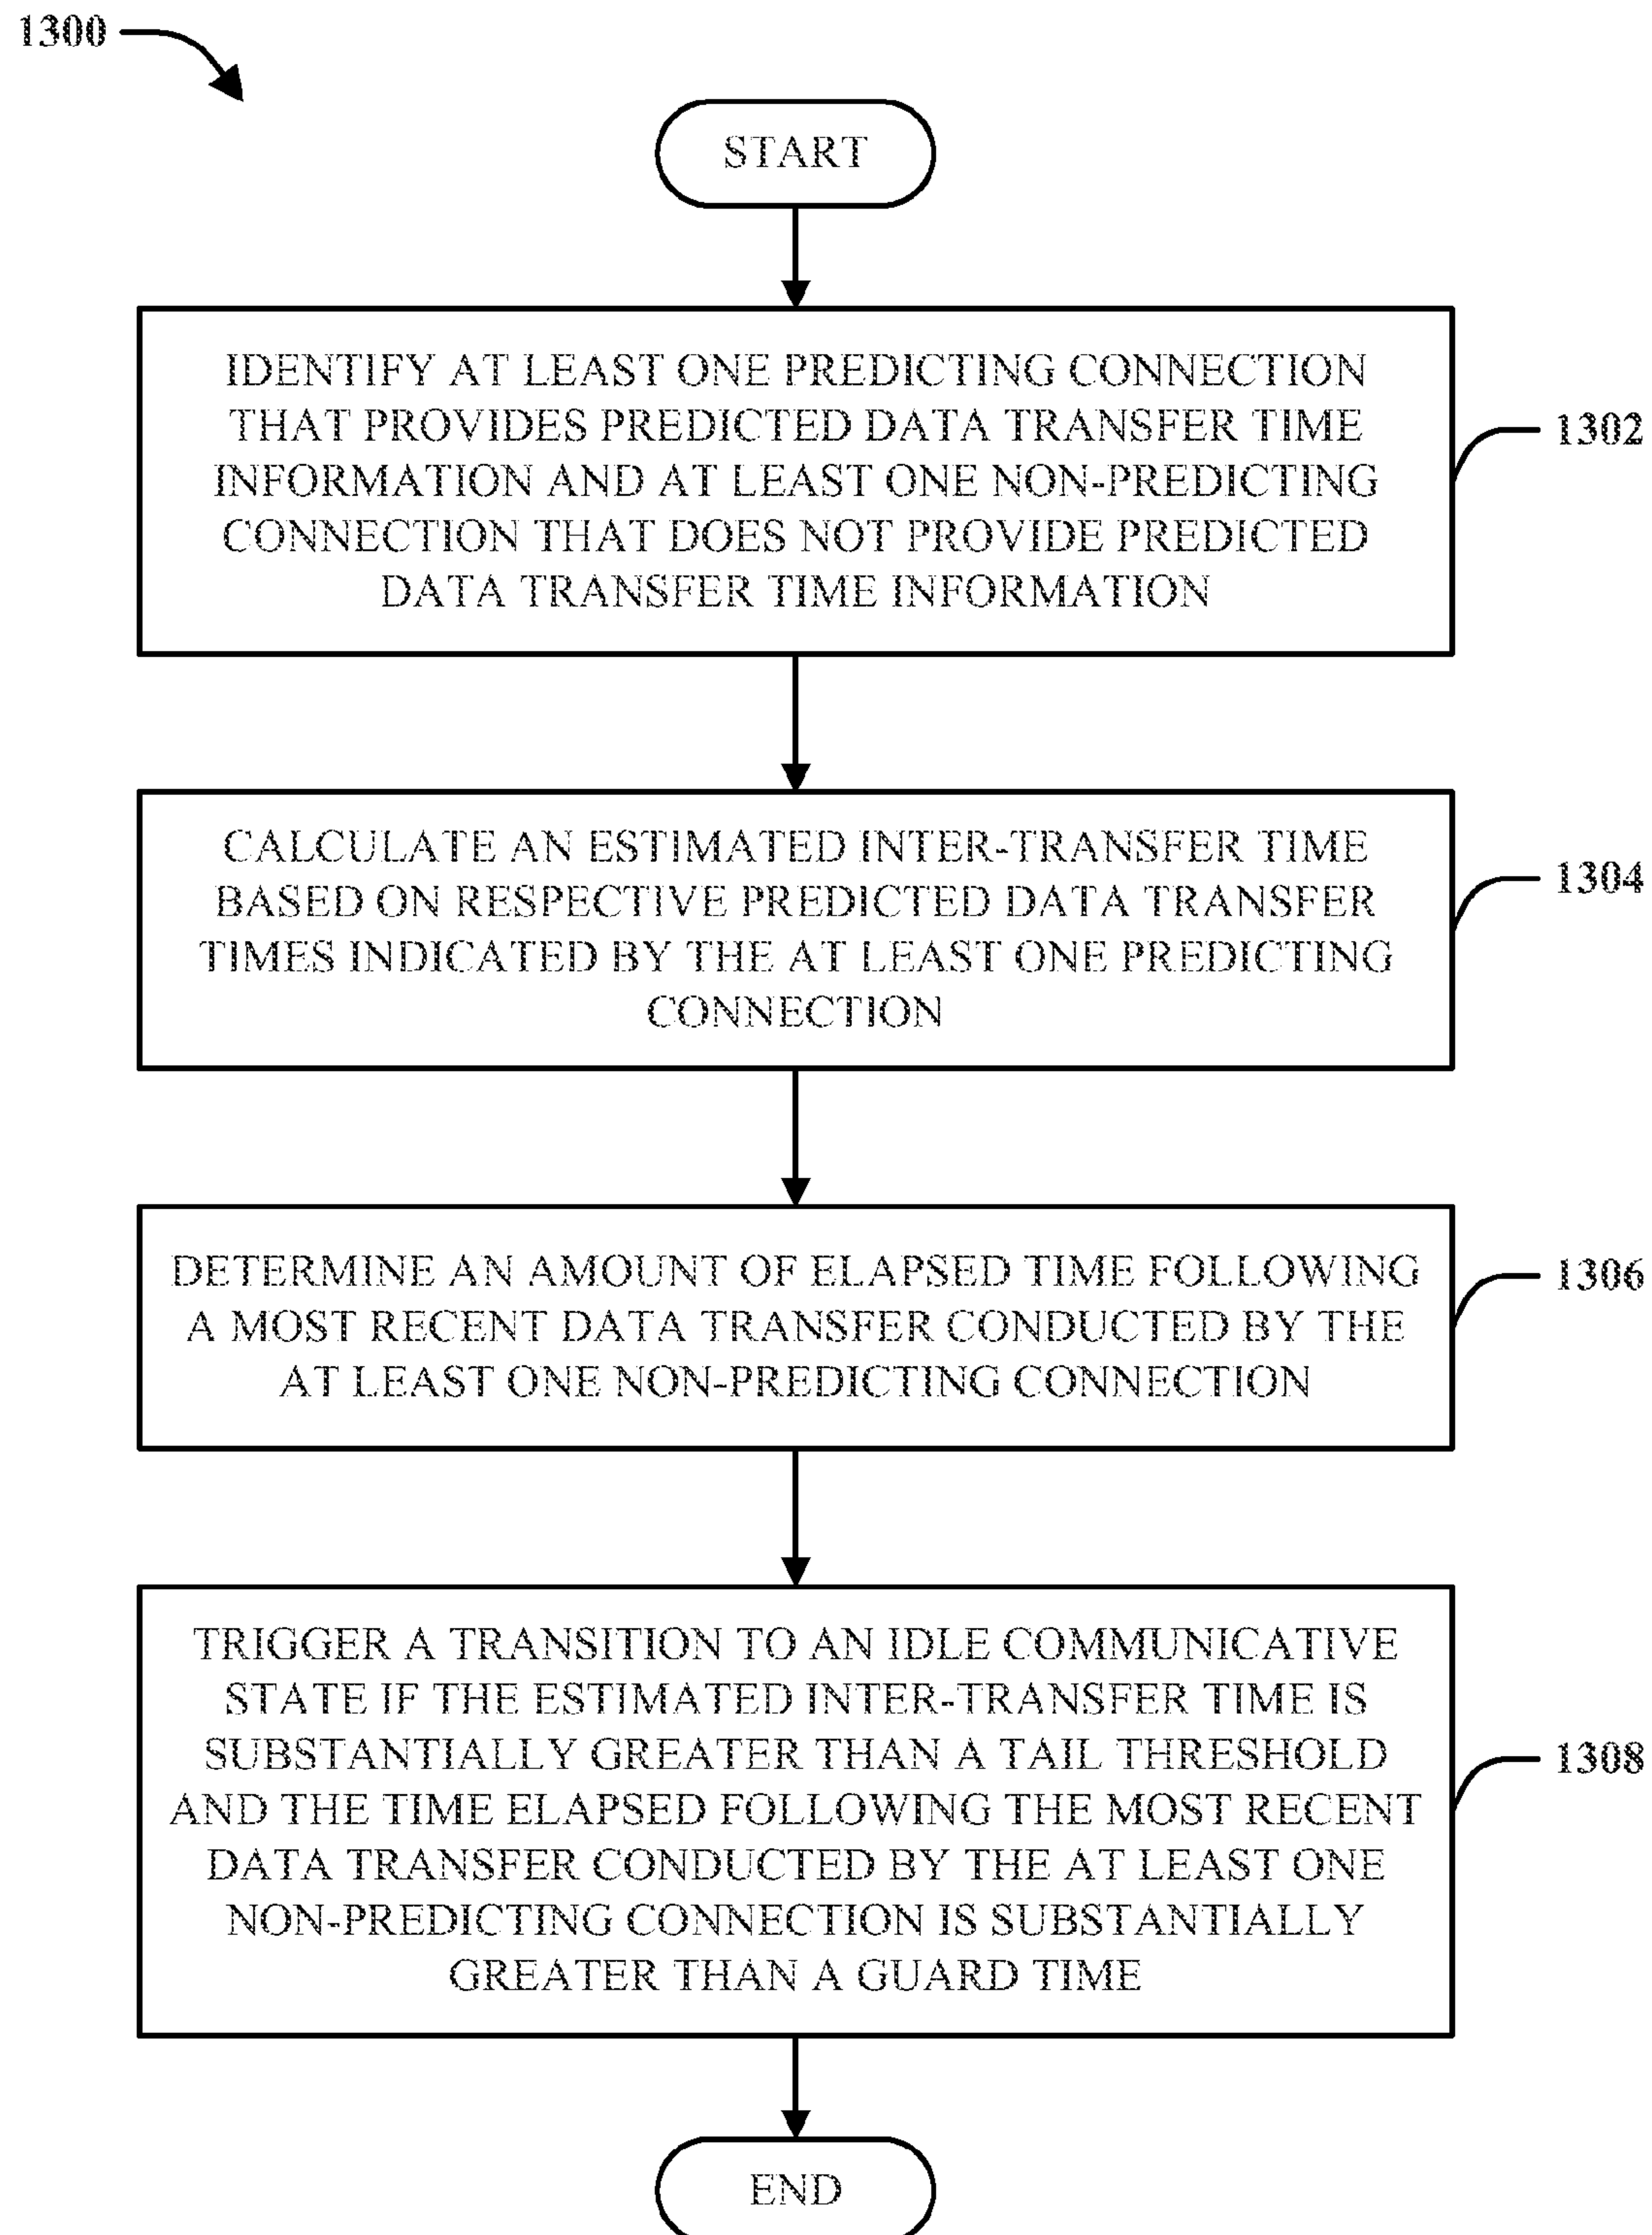 1300
START
IDENTIFY AT LEAST ONE PREDICTING CONNECTION
THAT PROVIDES PREDICTED DATA TRANSFER TIME
INFORMATION AND AT LEAST ONE NON-PREDICTING
CONNECTION THAT DOES NOT PROVIDE PREDICTED
DATA TRANSFER TIME INFORMATION
1302
CALCULATE AN ESTIMATED INTER-TRANSFER TIME
BASED ON RESPECTIVE PREDICTED DATA TRANSFER
TIMES INDICATED BY THE AT LEAST ONE PREDICTING
CONNECTION
1304
DETERMINE AN AMOUNT OF ELAPSED TIME FOLLOWING
A MOST RECENT DATA TRANSFER CONDUCTED BY THE
AT LEAST ONE NON-PREDICTING CONNECTION
1306
TRIGGER A TRANSITION TO AN IDLE COMMUNICATIVE
STATE IF THE ESTIMATED INTER-TRANSFER TIME IS
SUBSTANTIALLY GREATER THAN A TAIL THRESHOLD
AND THE TIME ELAPSED FOLLOWING THE MOST RECENT
DATA TRANSFER CONDUCTED BY THE AT LEAST ONE
NON-PREDICTING CONNECTION IS SUBSTANTIALLY
GREATER THAN A GUARD TIME
1308
END